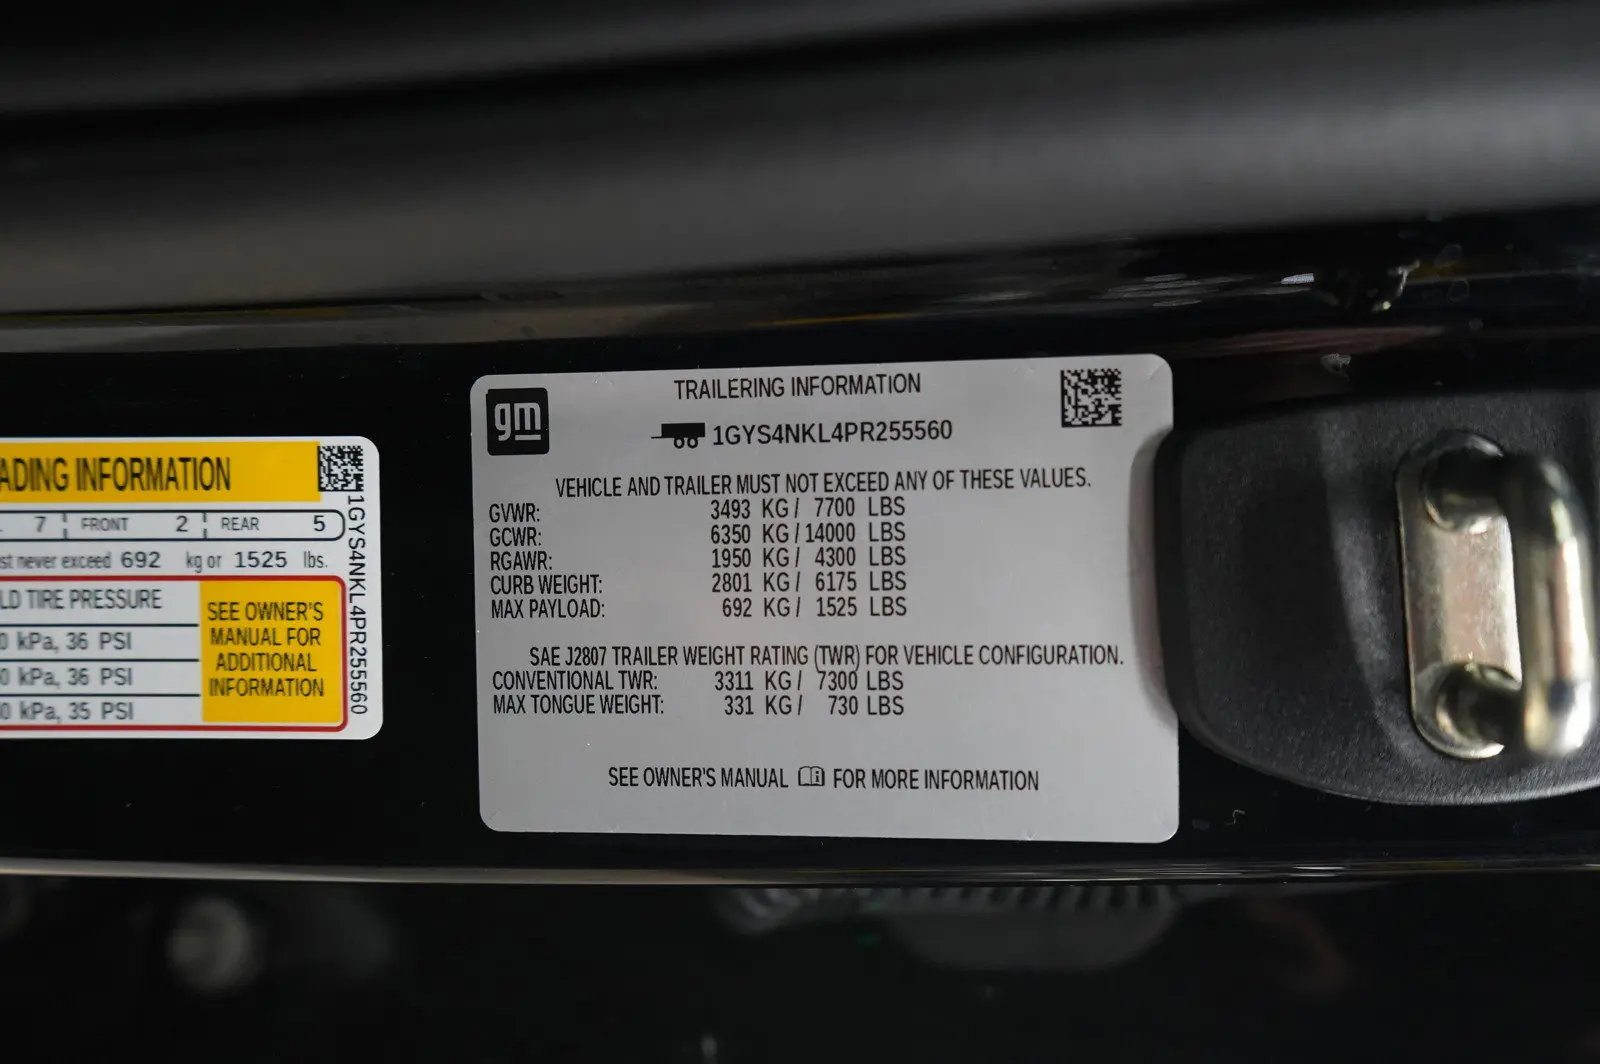 ADING INFORMATION
7 FRONT 2 REAR 5
st never exceed 692 kg or 1525 lbs.
LD TIRE PRESSURE
0 kPa, 36 PSI
0 kPa, 36 PSI
0 kPa, 35 PSI
SEE OWNER'S
MANUAL FOR
ADDITIONAL
INFORMATION
1GYS4NKL4PR255560
gm
TRAILERING INFORMATION
1GYS4NKL4PR255560
VEHICLE AND TRAILER MUST NOT EXCEED ANY OF THESE VALUES.
GVWR: 3493 KG/ 7700 LBS
GCWR: 6350 KG/14000 LBS
RGAWR: 1950 KG/ 4300 LBS
CURB WEIGHT: 2801 KG/ 6175 LBS
MAX PAYLOAD: 692 KG/ 1525 LBS
SAE J2807 TRAILER WEIGHT RATING (TWR) FOR VEHICLE CONFIGURATION.
CONVENTIONAL TWR: 3311 KG/ 7300 LBS
MAX TONGUE WEIGHT: 331 KG/ 730 LBS
SEE OWNER'S MANUAL FOR MORE INFORMATION